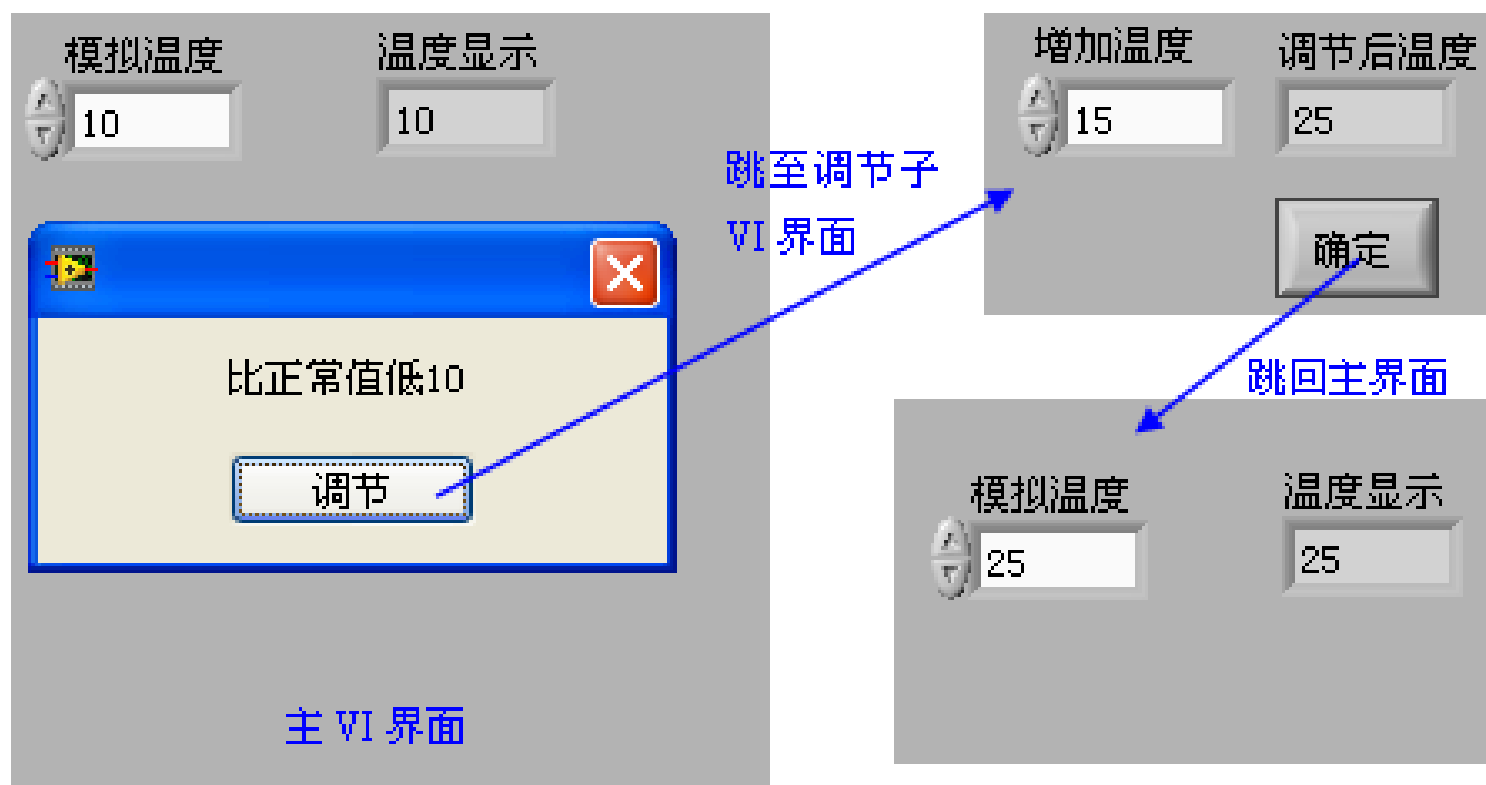 模拟温度
温度显示
10
10
比正常值低10
调节
主 VI 界面
跳至调节子
VI 界面
增加温度
调节后温度
15
25
确定
跳回主界面
模拟温度
温度显示
25
25